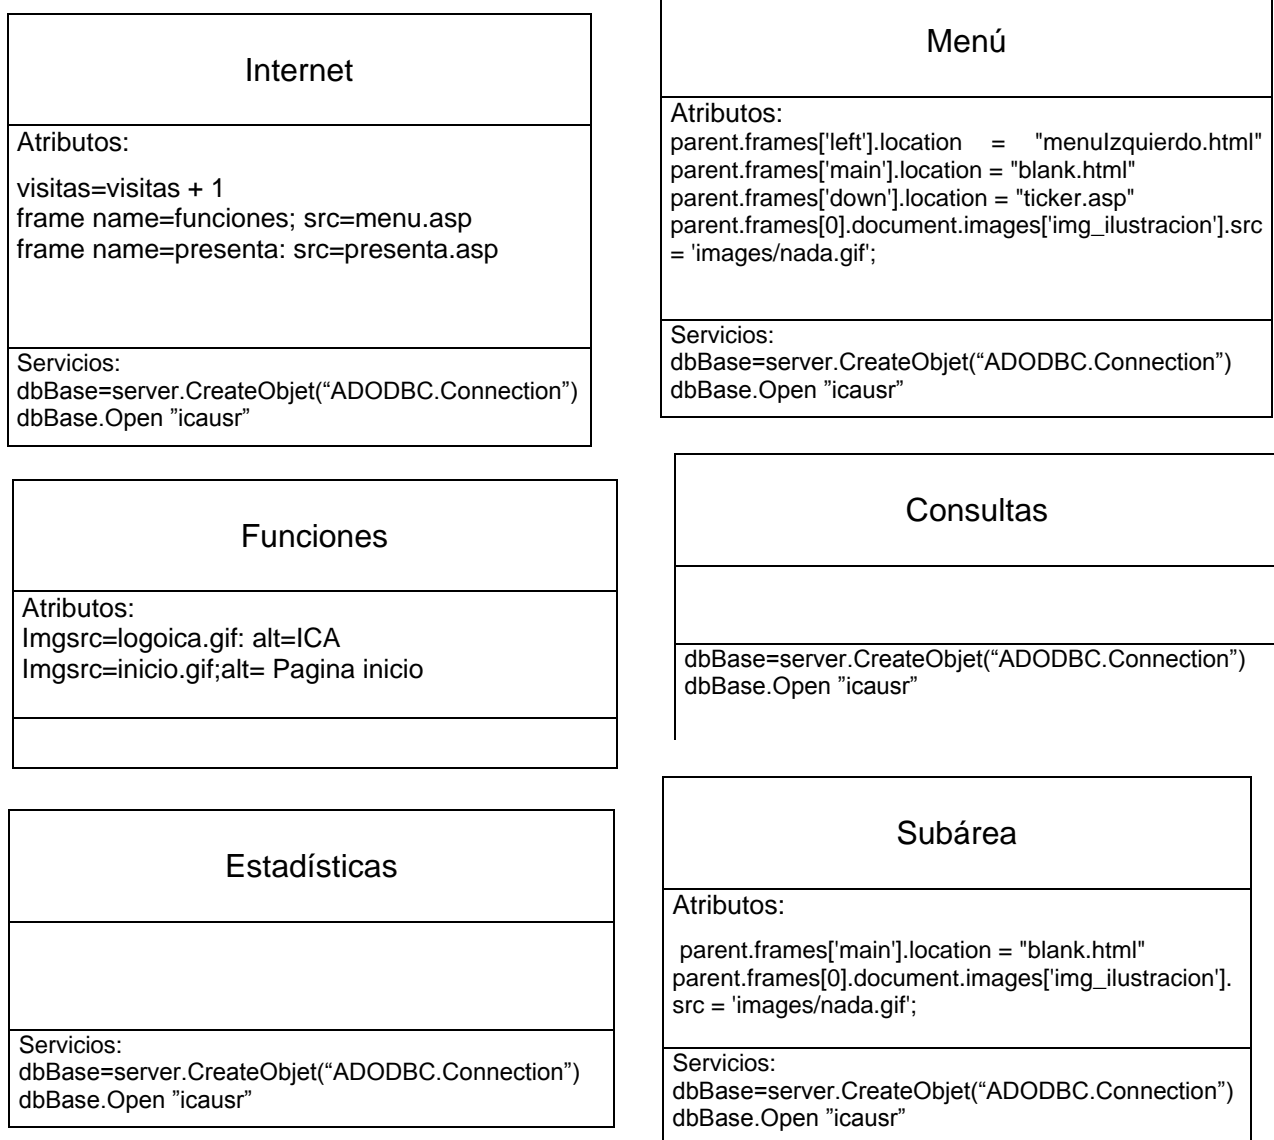 Internet
Atributos:
visitas=visitas + 1
frame name=funciones; src=menu.asp
frame name=presenta: src=presenta.asp
Servicios:
dbBase=server.CreateObjet(“ADODBC.Connection”)
dbBase.Open ”icausr”
Menú
Atributos:
parent.frames['left'].location = "menuIzquierdo.html"
parent.frames['main'].location = "blank.html"
parent.frames['down'].location = "ticker.asp"
parent.frames[0].document.images['img_ilustracion'].src
= 'images/nada.gif';
Servicios:
dbBase=server.CreateObjet(“ADODBC.Connection”)
dbBase.Open ”icausr”
Funciones
Atributos:
Imgsrc=logoica.gif: alt=ICA
Imgsrc=inicio.gif;alt= Pagina inicio
Consultas
dbBase=server.CreateObjet(“ADODBC.Connection”)
dbBase.Open ”icausr”
Estadísticas
Servicios:
dbBase=server.CreateObjet(“ADODBC.Connection”)
dbBase.Open ”icausr”
Subárea
Atributos:
parent.frames['main'].location = "blank.html"
parent.frames[0].document.images['img_ilustracion'].
src = 'images/nada.gif';
Servicios:
dbBase=server.CreateObjet(“ADODBC.Connection”)
dbBase.Open ”icausr”